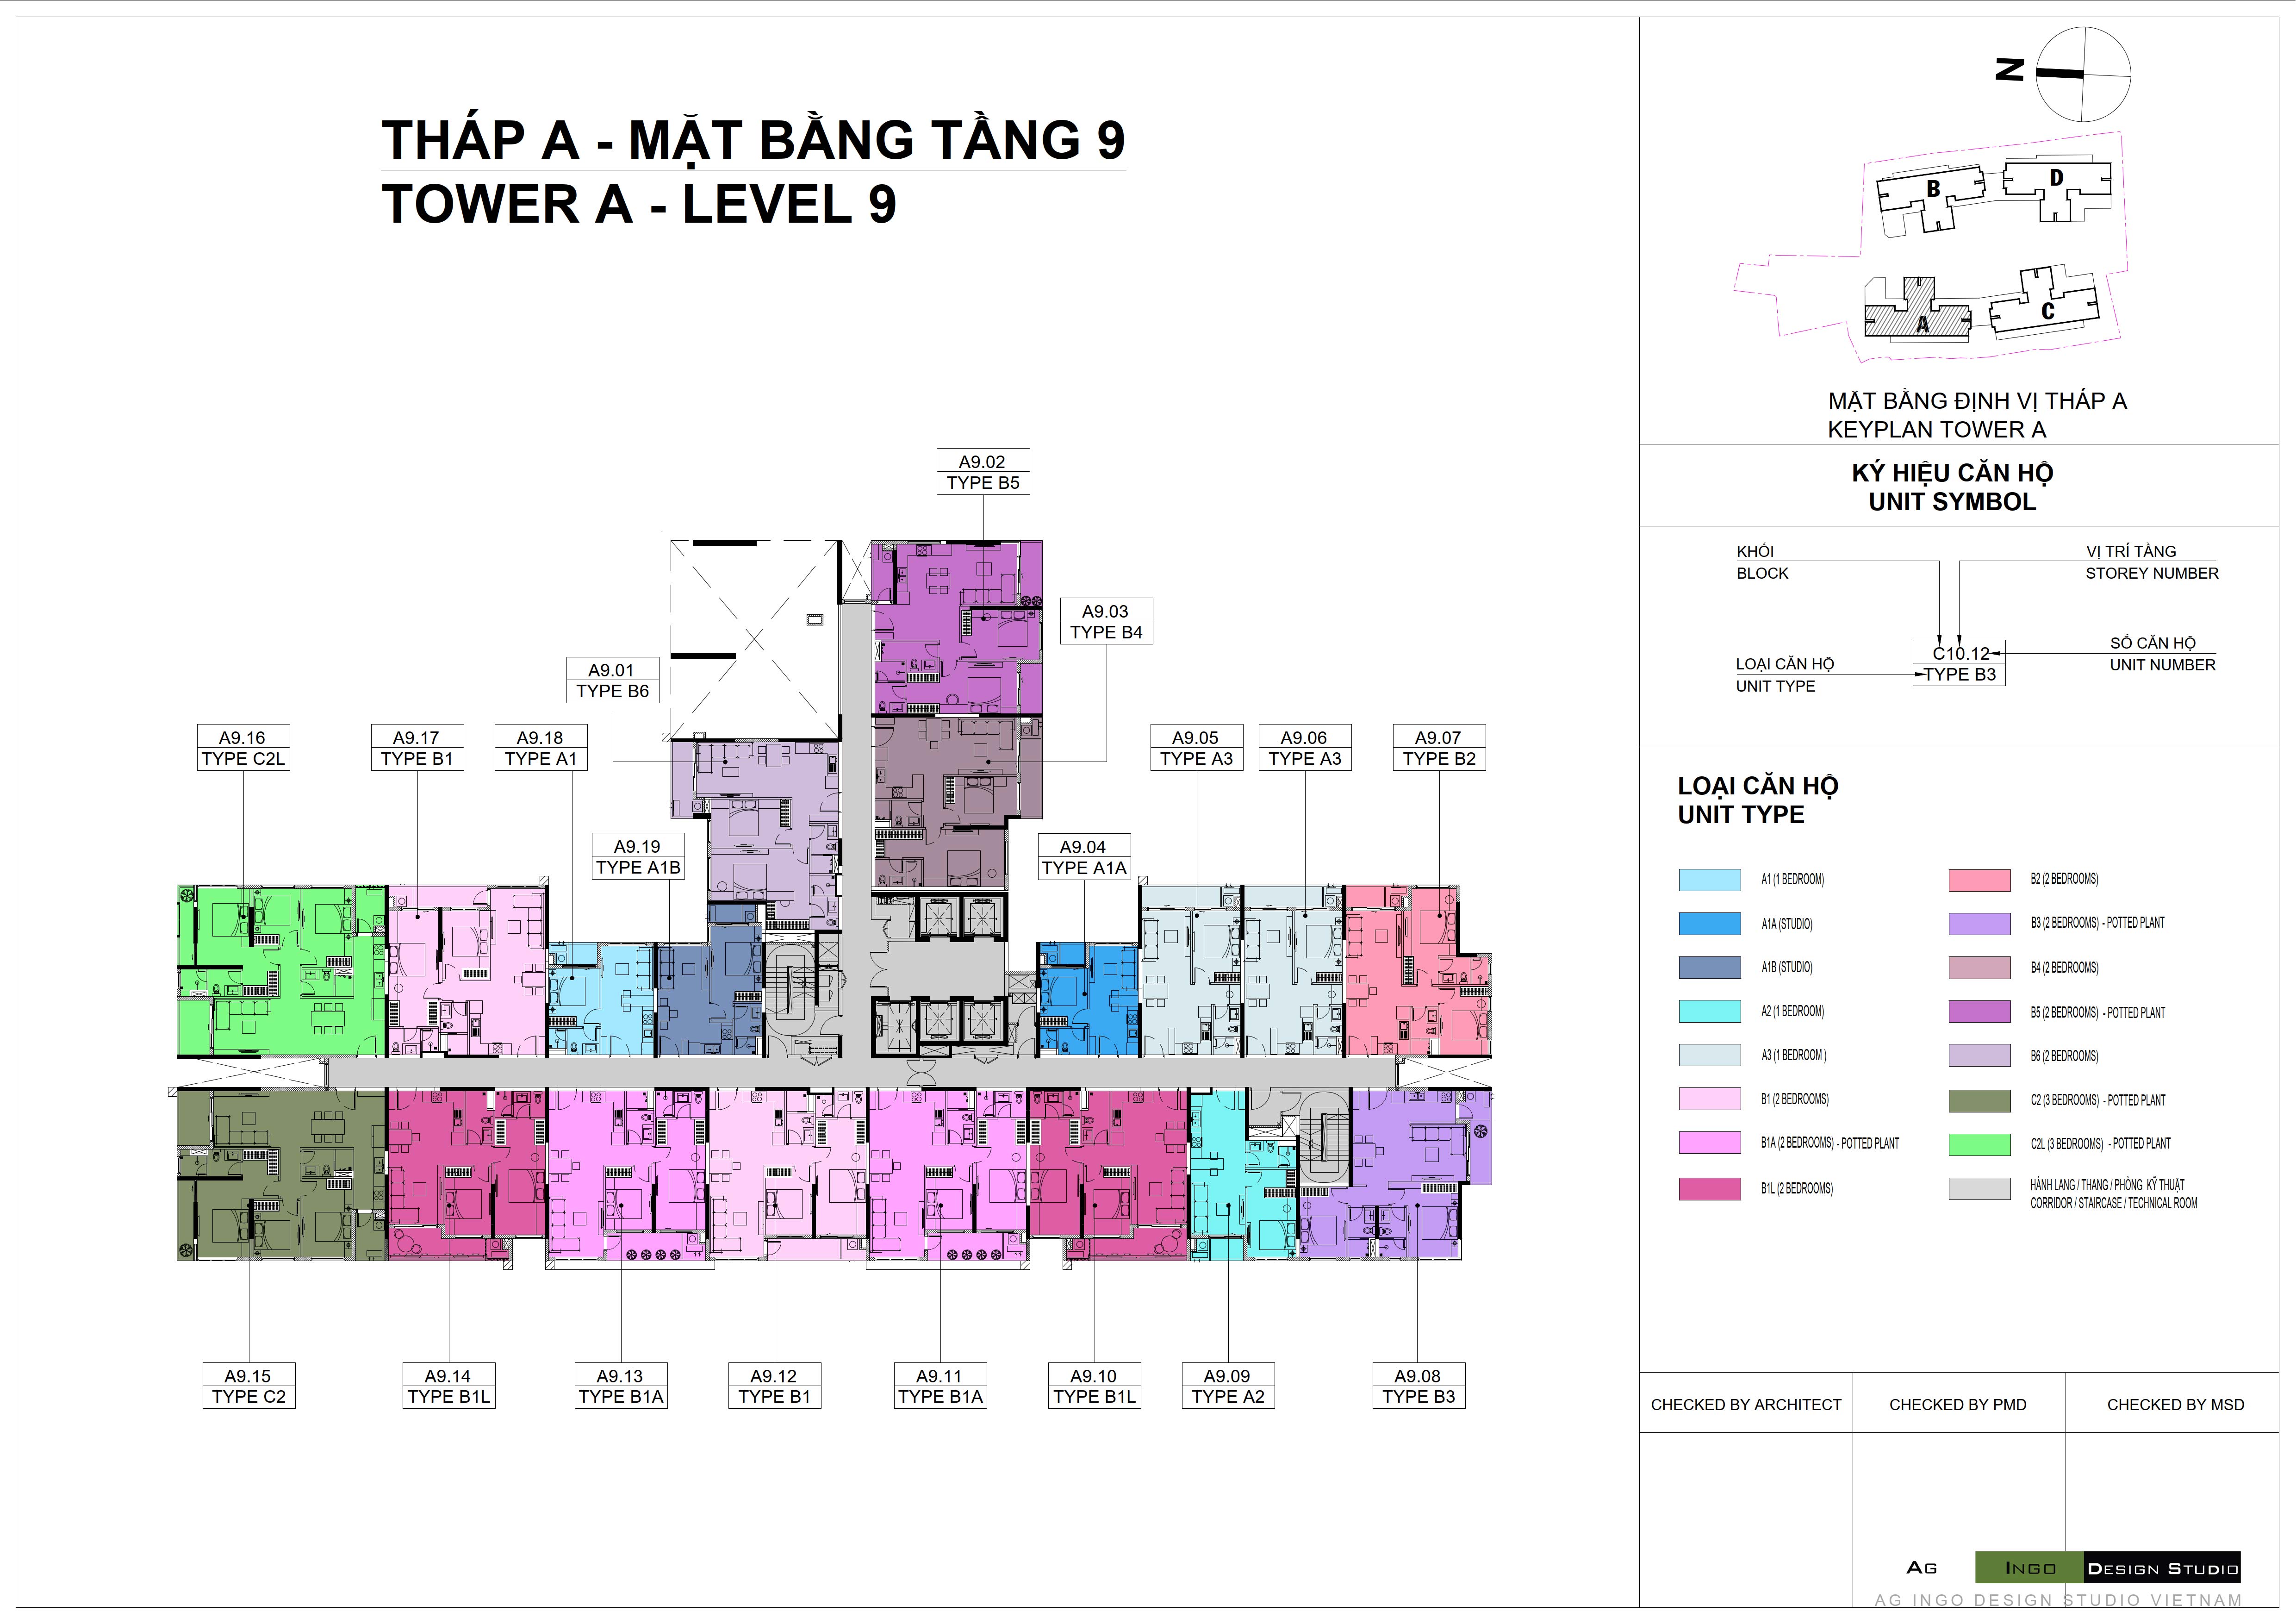 THÁP A - MẶT BẰNG TẦNG 9
TOWER A - LEVEL 9
N
B
D
A
C
MẶT BẰNG ĐỊNH VỊ THÁP A
KEYPLAN TOWER A
KÝ HIỆU CĂN HỘ
UNIT SYMBOL
KHỐI
BLOCK
VỊ TRÍ TẦNG
STOREY NUMBER
C10.12
TYPE B3
SỐ CĂN HỘ
UNIT NUMBER
LOẠI CĂN HỘ
UNIT TYPE
A9.02
TYPE B5
A9.03
TYPE B4
A9.01
TYPE B6
A9.16
TYPE C2L
A9.17
TYPE B1
A9.18
TYPE A1
A9.05
TYPE A3
A9.06
TYPE A3
A9.07
TYPE B2
A9.19
TYPE A1B
A9.04
TYPE A1A
A9.15
TYPE C2
A9.14
TYPE B1L
A9.13
TYPE B1A
A9.12
TYPE B1
A9.11
TYPE B1A
A9.10
TYPE B1L
A9.09
TYPE A2
A9.08
TYPE B3
LOẠI CĂN HỘ
UNIT TYPE
A1 (1 BEDROOM)
A1A (STUDIO)
A1B (STUDIO)
A2 (1 BEDROOM)
A3 (1 BEDROOM )
B1 (2 BEDROOMS)
B1A (2 BEDROOMS) - POTTED PLANT
B1L (2 BEDROOMS)
B2 (2 BEDROOMS)
B3 (2 BEDROOMS) - POTTED PLANT
B4 (2 BEDROOMS)
B5 (2 BEDROOMS) - POTTED PLANT
B6 (2 BEDROOMS)
C2 (3 BEDROOMS) - POTTED PLANT
C2L (3 BEDROOMS) - POTTED PLANT
HÀNH LANG / THANG / PHÒNG KỸ THUẬT
CORRIDOR / STAIRCASE / TECHNICAL ROOM
CHECKED BY ARCHITECT
CHECKED BY PMD
CHECKED BY MSD
AG INGO DESIGN STUDIO
AG INGO DESIGN STUDIO VIETNAM